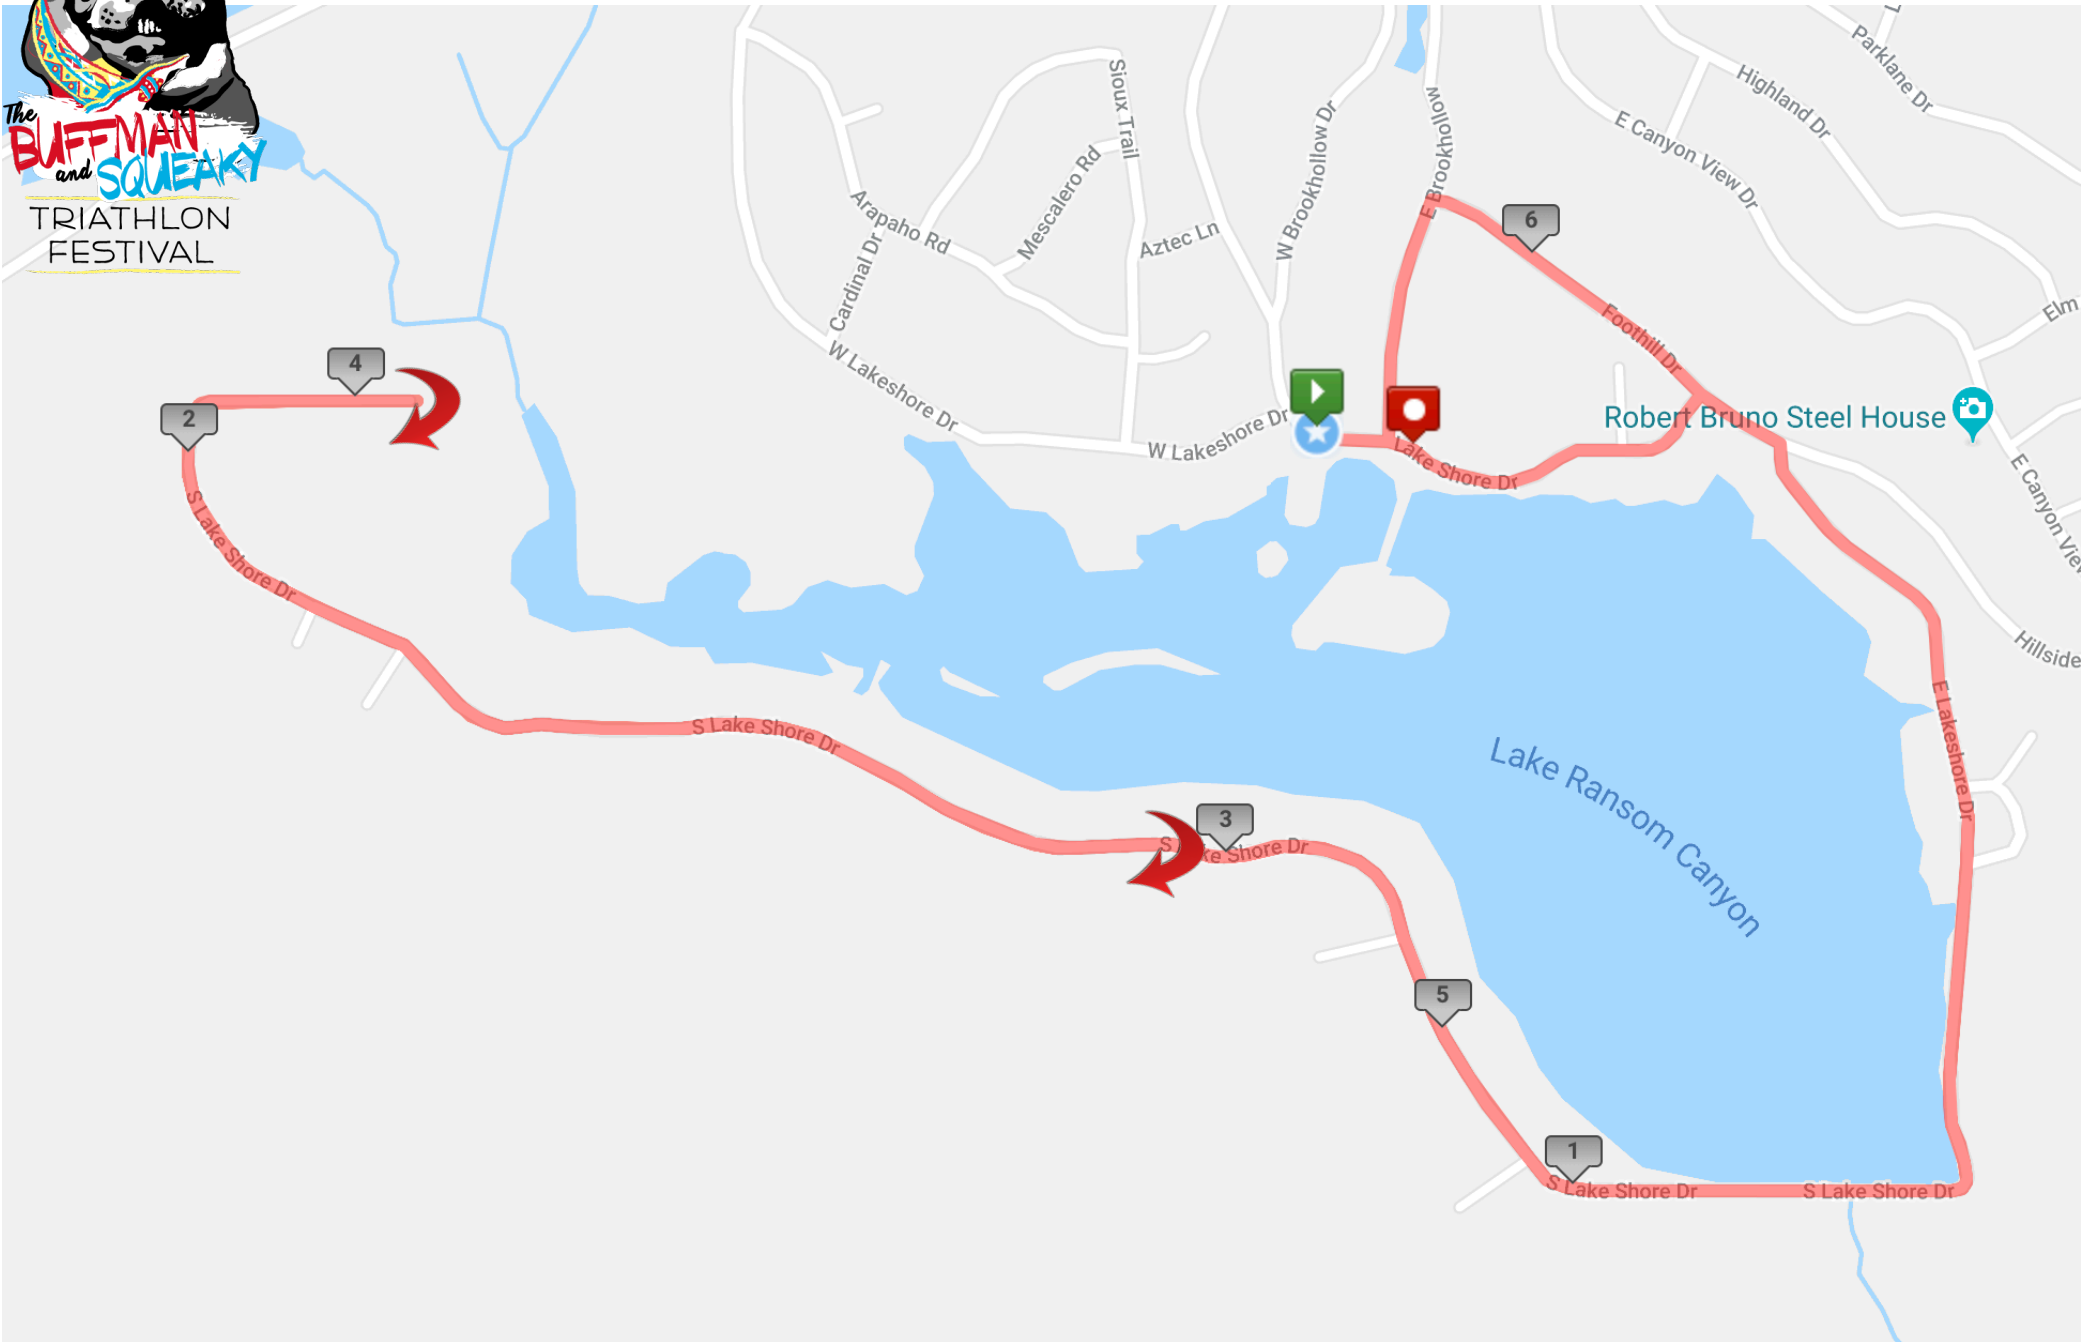 The
BUFFMAN
and SQUEAKY
TRIATHLON
FESTIVAL
Parklane Dr
Highland Dr
E Canyon View Dr
Elm
Sioux Trail
Mescalero Rd
Arapaho Rd
Cardinal Dr
Aztec Ln
W Brookhollow Dr
E Brookhollow
6
Foothill Dr
4
2
W Lakeshore Dr
W Lakeshore Dr
Lake Shore Dr
Robert Bruno Steel House
E Canyon View
S Lake Shore Dr
Hillside
E Lakeshore Dr
S Lake Shore Dr
Lake Ransom Canyon
3
S Lake Shore Dr
5
1
S Lake Shore Dr
S Lake Shore Dr